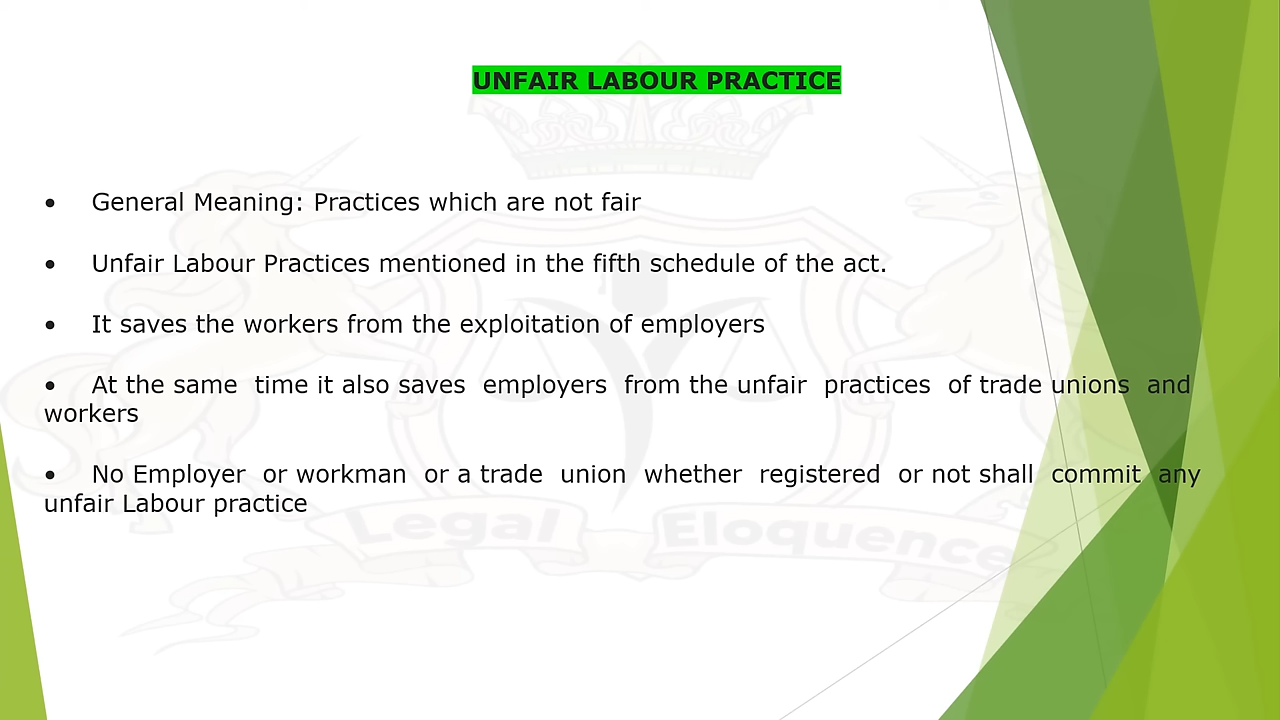 UNFAIR LABOUR PRACTICE
• General Meaning: Practices which are not fair
• Unfair Labour Practices mentioned in the fifth schedule of the act.
• It saves the workers from the exploitation of employers
• At the same time it also saves employers from the unfair practices of trade unions and
workers
• No Employer or workman or a trade union whether registered or not shall commit any
unfair Labour practice
Legal Eloquence